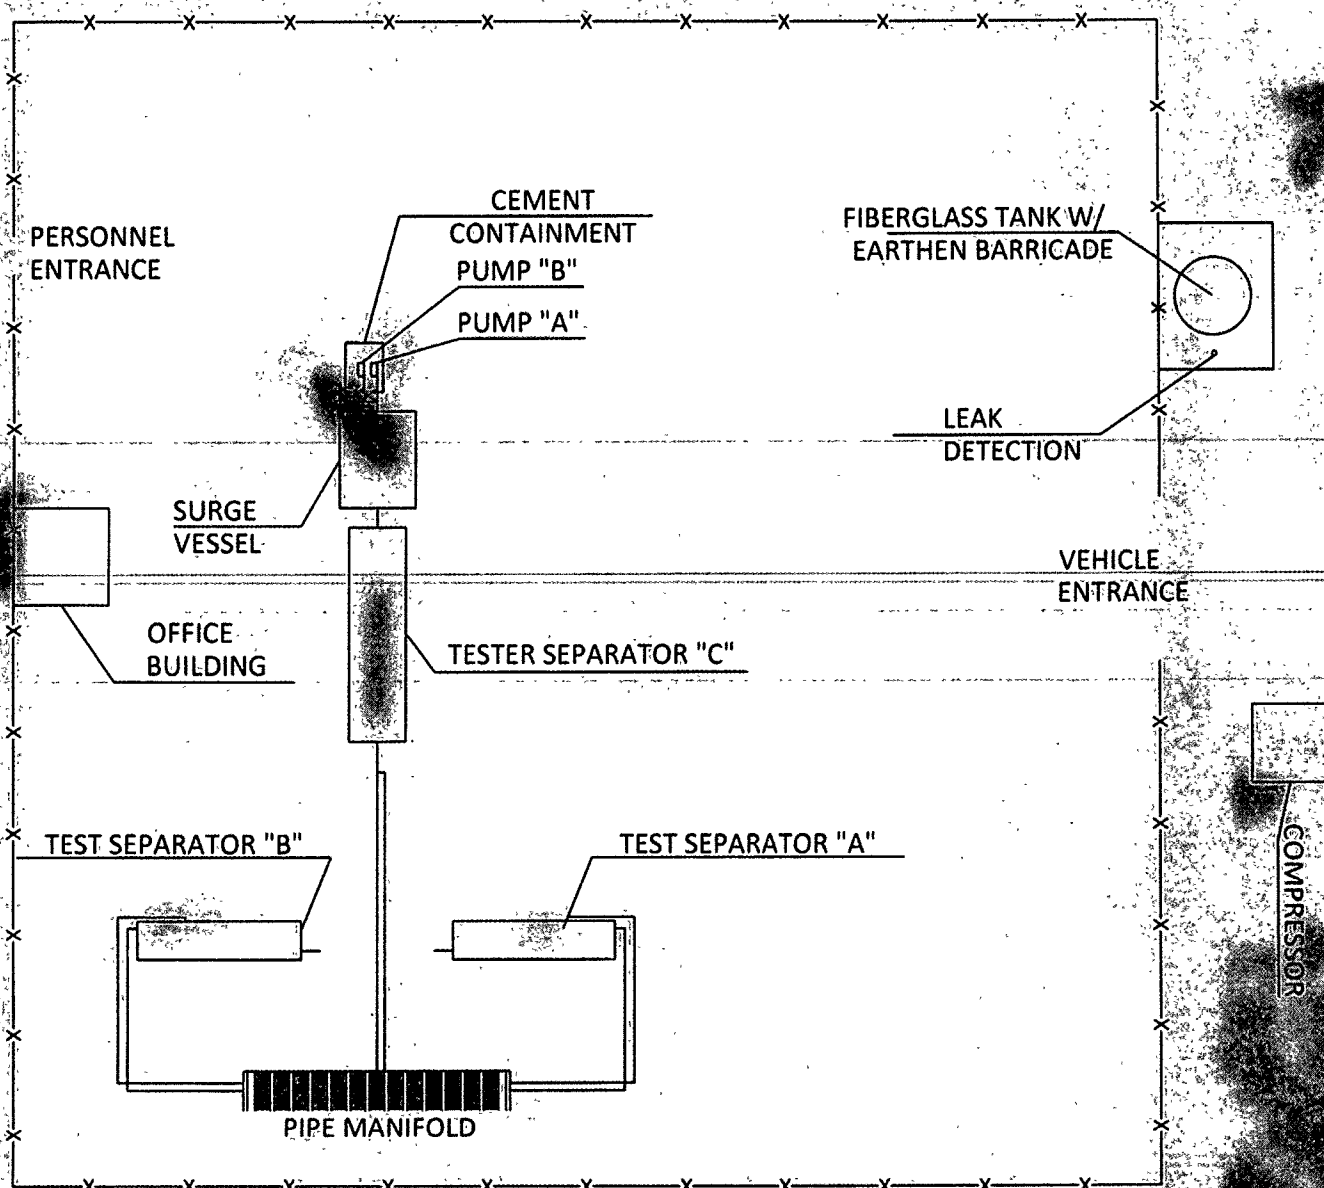 PERSONNEL
ENTRANCE
CEMENT
CONTAINMENT
PUMP "B"
PUMP "A"
FIBERGLASS TANK W/
EARTHEN BARRICADE
LEAK
DETECTION
SURGE
VESSEL
VEHICLE
ENTRANCE
OFFICE
BUILDING
TESTER SEPARATOR "C"
TEST SEPARATOR "B"
TEST SEPARATOR "A"
COMPRESSOR
PIPE MANIFOLD